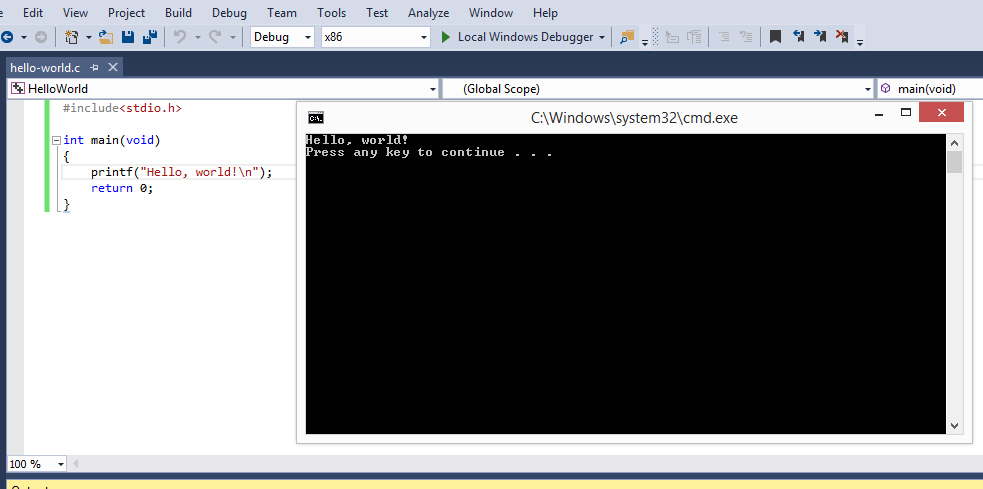 Edit View Project Build Debug Team Tools Test Analyze Window Help
Debug x86 Local Windows Debugger
hello-world.c
HelloWorld (Global Scope) main(void)
#include<stdio.h>
int main(void)
{
printf("Hello, world!\n");
return 0;
}
C:\Windows\system32\cmd.exe
Hello, world!
Press any key to continue . . .
100 %